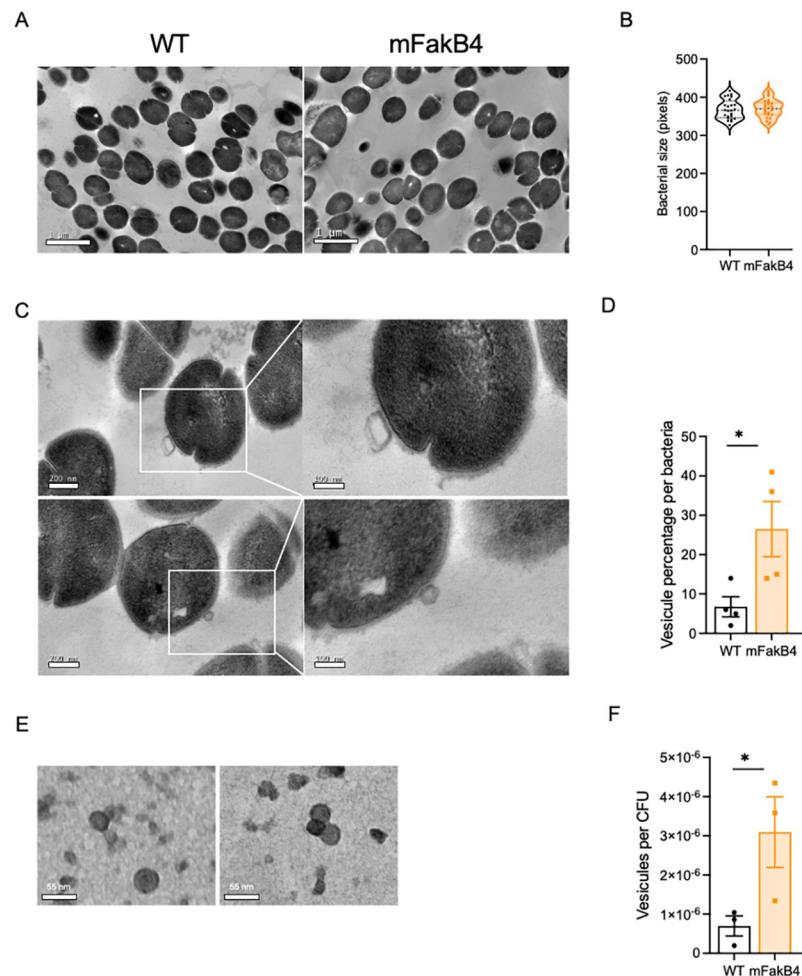 A
WT
mFakB4
1 µm
1 µm
B
Bacterial size (pixels)
500
400
300
200
100
0
WT mFakB4
C
200 nm
100 nm
200 nm
100 nm
D
Vesicule percentage per bacteria
50
40
30
20
10
0
*
WT mFakB4
E
55 nm
55 nm
F
Vesicules per CFU
5×10-6
4×10-6
3×10-6
2×10-6
1×10-6
0
*
WT mFakB4